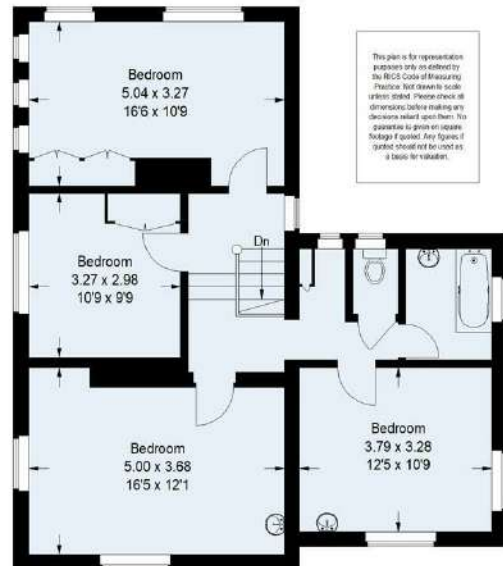 Bedroom
5.04 x 3.27
16'6 x 10'9
This plan is for representation
purposes only as defined by
the RICS Code of Measuring
Practice. Not drawn to scale
unless stated. Please check all
dimensions before making any
decisions reliant upon them. No
guarantee is given on square
footage if quoted. Any figures if
quoted should not be used as
a basis for valuation.
Dn
Bedroom
3.27 x 2.98
10'9 x 9'9
Bedroom
5.00 x 3.68
16'5 x 12'1
Bedroom
3.79 x 3.28
12'5 x 10'9